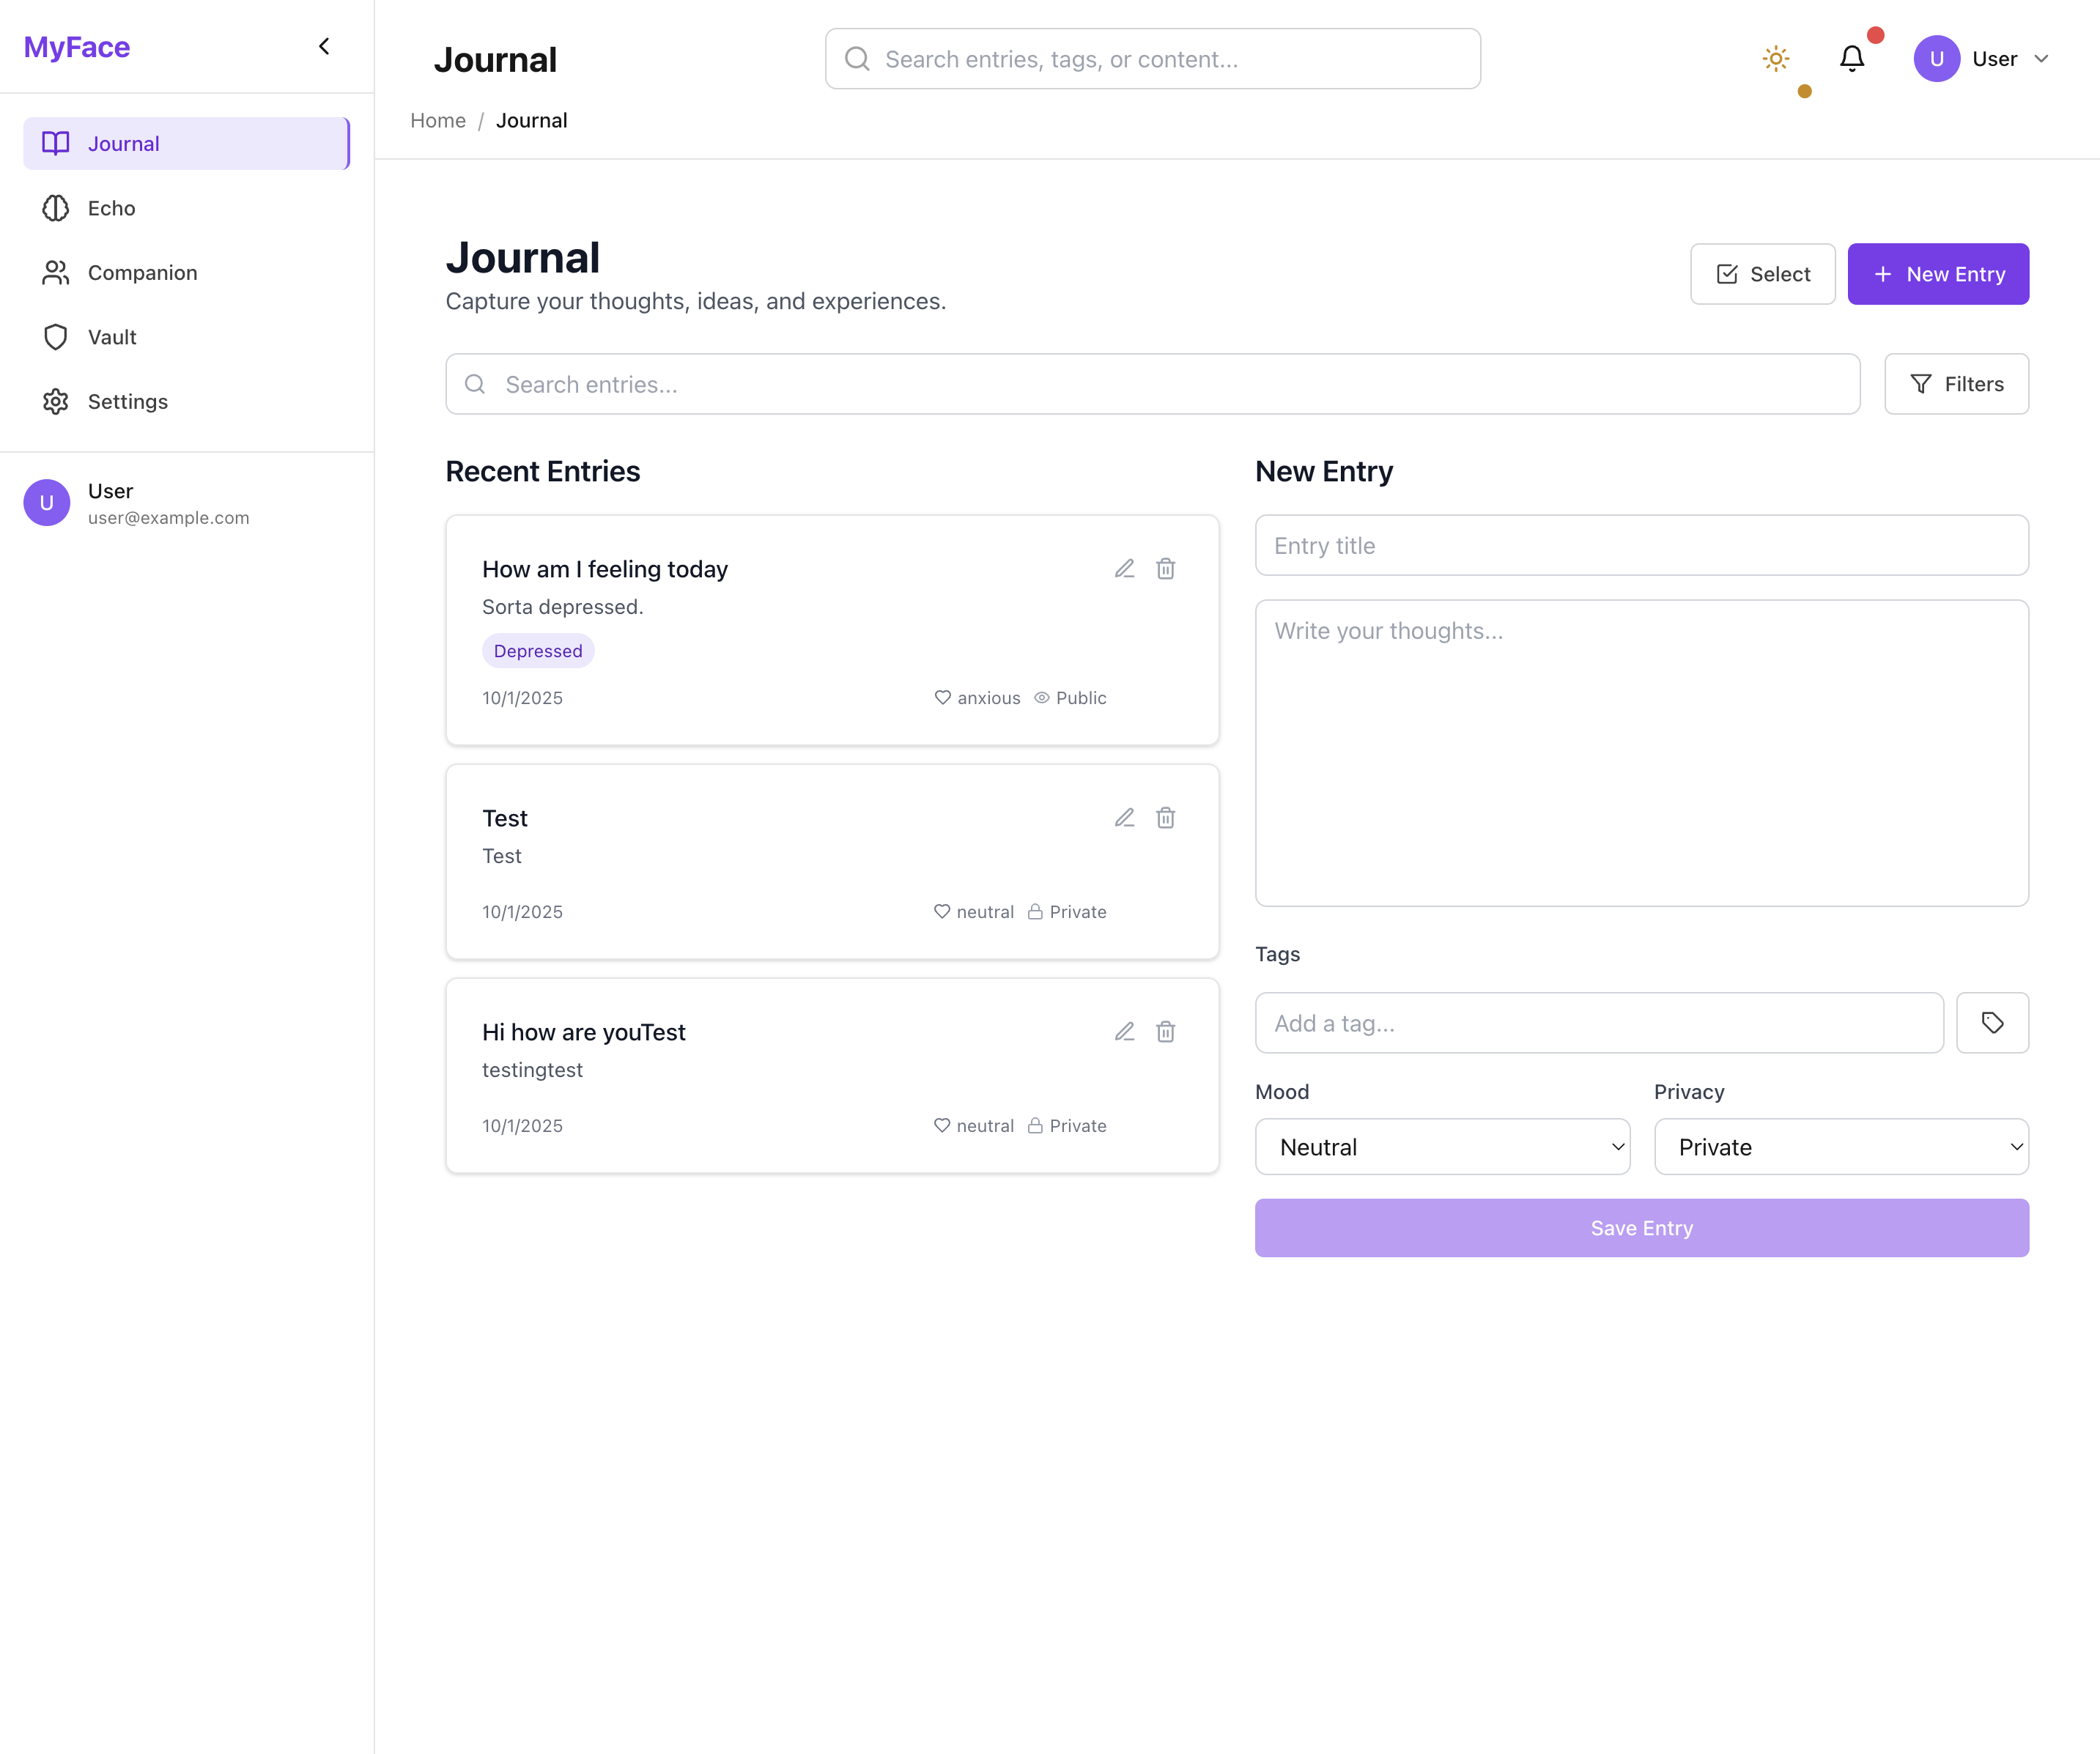 MyFace
Journal
Echo
Companion
Vault
Settings
U
User
user@example.com
Journal
Search entries, tags, or content...
U
User
Home / Journal
Journal
Capture your thoughts, ideas, and experiences.
Select
New Entry
Search entries...
Filters
Recent Entries
How am I feeling today
Sorta depressed.
Depressed
10/1/2025
anxious
Public
Test
Test
10/1/2025
neutral
Private
Hi how are youTest
testingtest
10/1/2025
neutral
Private
New Entry
Entry title
Write your thoughts...
Tags
Add a tag...
Mood
Privacy
Neutral
Private
Save Entry